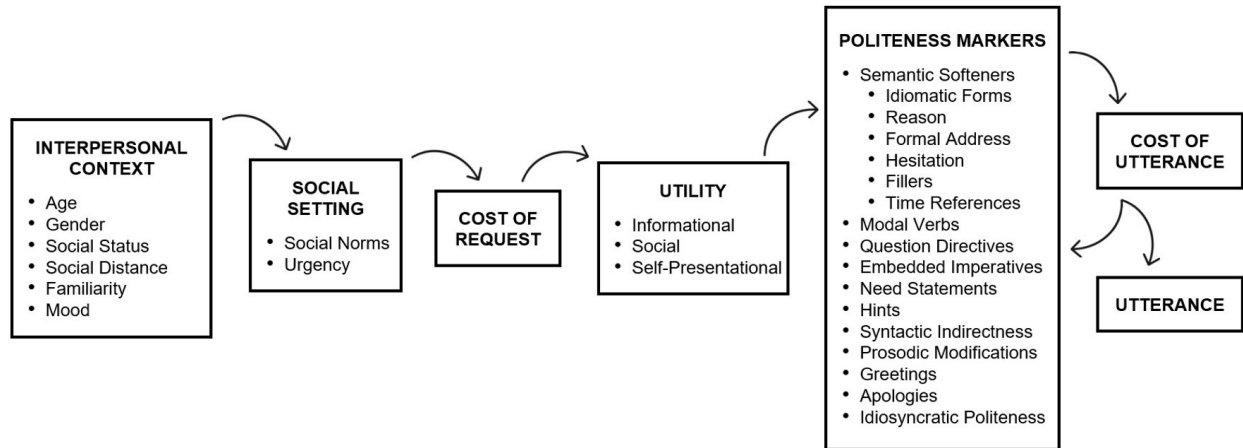 INTERPERSONAL
CONTEXT
• Age
• Gender
• Social Status
• Social Distance
• Familiarity
• Mood
SOCIAL
SETTING
• Social Norms
• Urgency
COST OF
REQUEST
UTILITY
• Informational
• Social
• Self-Presentational
POLITENESS MARKERS
• Semantic Softeners
• Idiomatic Forms
• Reason
• Formal Address
• Hesitation
• Fillers
• Time References
• Modal Verbs
• Question Directives
• Embedded Imperatives
• Need Statements
• Hints
• Syntactic Indirectness
• Prosodic Modifications
• Greetings
• Apologies
• Idiosyncratic Politeness
COST OF
UTTERANCE
UTTERANCE